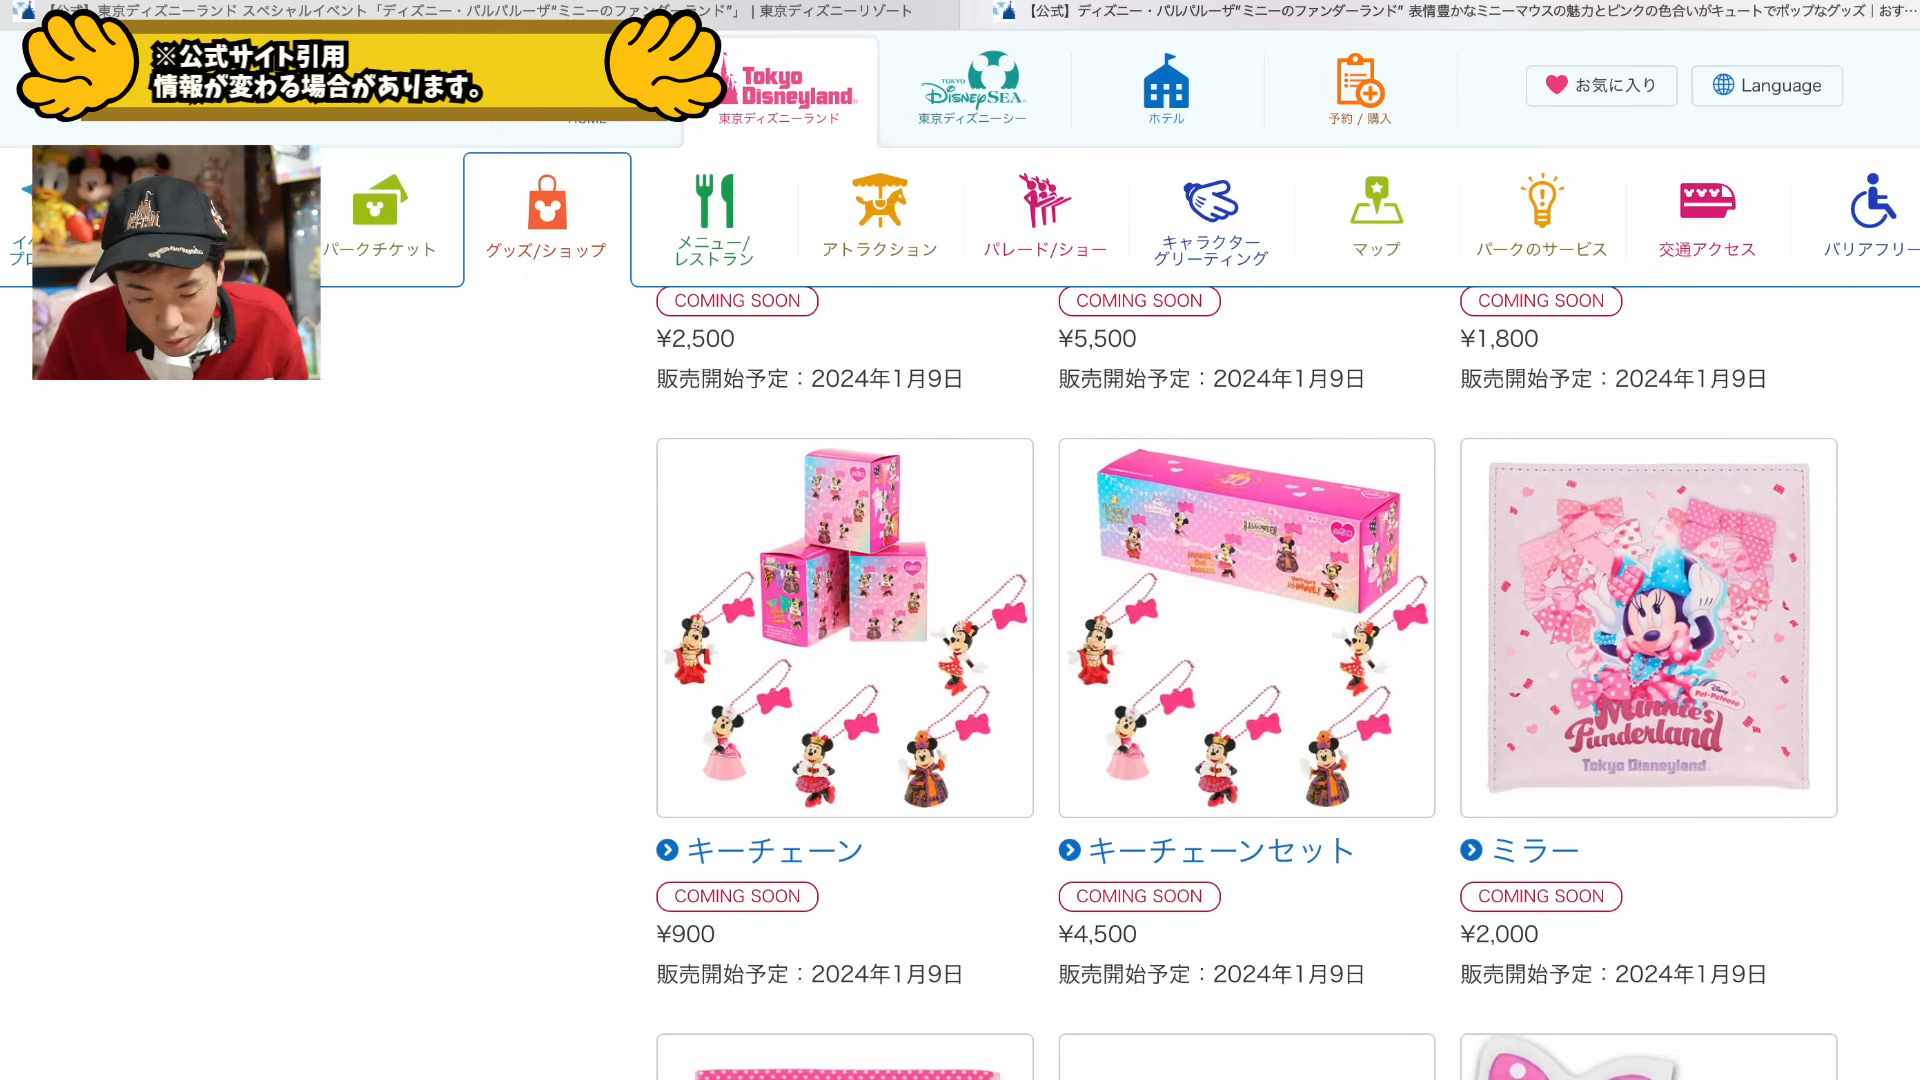 【公式】東京ディズニーランド スペシャルイベント「ディズニー・パルパルーザ“ミニーのファンダーランド”」 | 東京ディズニーリゾート
【公式】ディズニー・パルパルーザ“ミニーのファンダーランド” 表情豊かなミニーマウスの魅力とピンクの色合いがキュートでポップなグッズ｜おす…
※公式サイト引用
情報が変わる場合があります。
HOME
Tokyo
Disneyland
東京ディズニーランド
TOKYO
DISNEYSEA
東京ディズニーシー
ホテル
予約 / 購入
お気に入り
Language
パークチケット
グッズ/ショップ
メニュー/
レストラン
アトラクション
パレード/ショー
キャラクター
グリーティング
マップ
パークのサービス
交通アクセス
バリアフリー
COMING SOON
¥2,500
販売開始予定：2024年1月9日
COMING SOON
¥5,500
販売開始予定：2024年1月9日
COMING SOON
¥1,800
販売開始予定：2024年1月9日
Disney
Pal-Palooza
Minnie's
Funderland
Tokyo Disneyland
キーチェーン
COMING SOON
¥900
販売開始予定：2024年1月9日
キーチェーンセット
COMING SOON
¥4,500
販売開始予定：2024年1月9日
ミラー
COMING SOON
¥2,000
販売開始予定：2024年1月9日